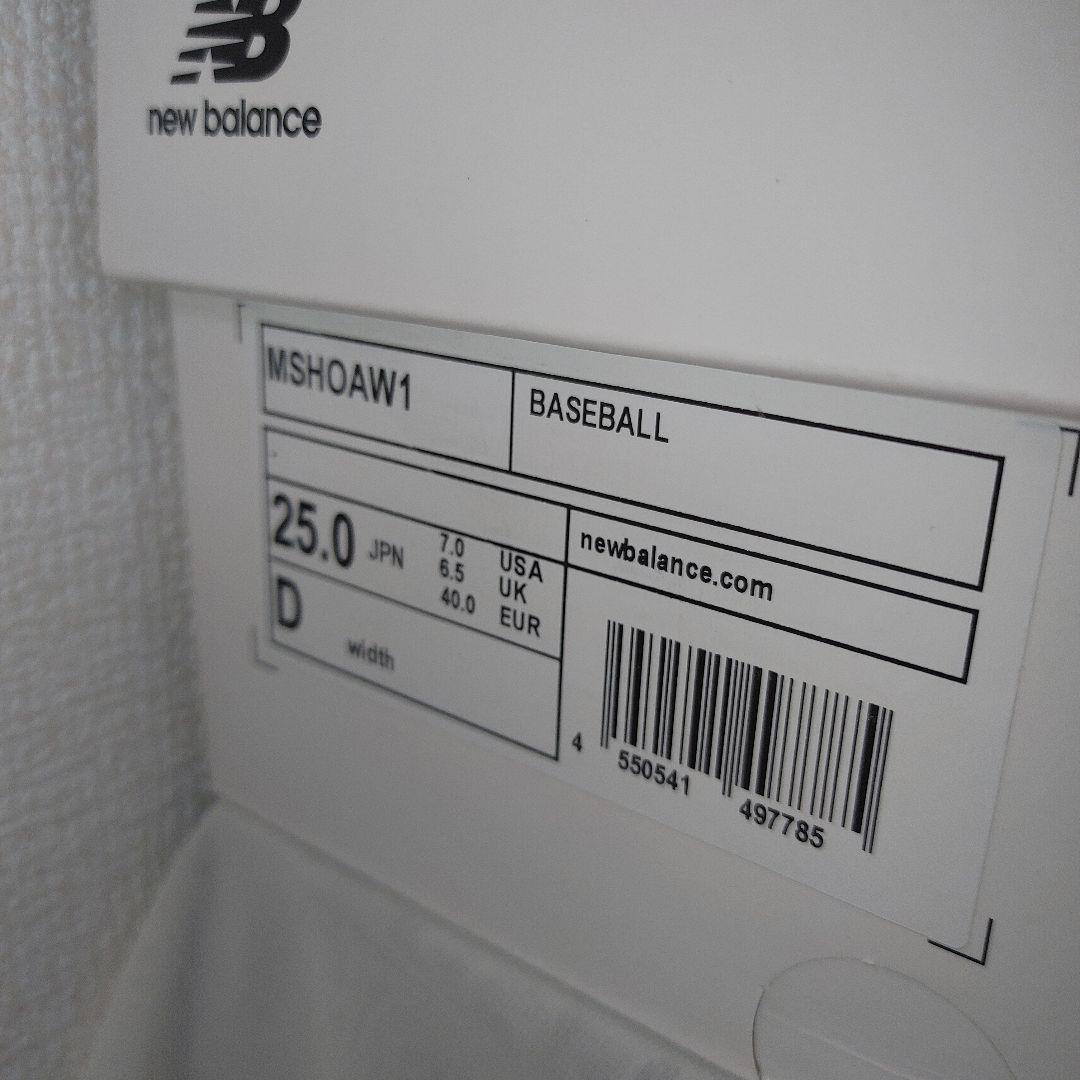 NB
new balance
MSHOAW1
BASEBALL
25.0 JPN
7.0 USA
6.5 UK
40.0 EUR
newbalance.com
D
width
4 550541 497785